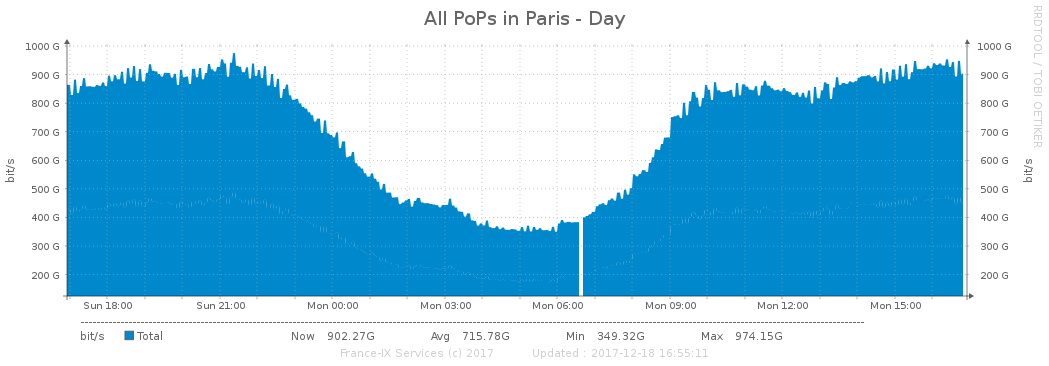 All PoPs in Paris - Day
RRDTOOL / TOBI OETIKER
1000 G 1000 G
900 G 900 G
800 G 800 G
700 G 700 G
600 G 600 G
500 G 500 G
400 G 400 G
300 G 300 G
200 G 200 G
bit/s
bit/s
Sun 18:00 Sun 21:00 Mon 00:00 Mon 03:00 Mon 06:00 Mon 09:00 Mon 12:00 Mon 15:00
bit/s Total Now 902.27G Avg 715.78G Min 349.32G Max 974.15G
France-IX Services (c) 2017 Updated : 2017-12-18 16:55:11